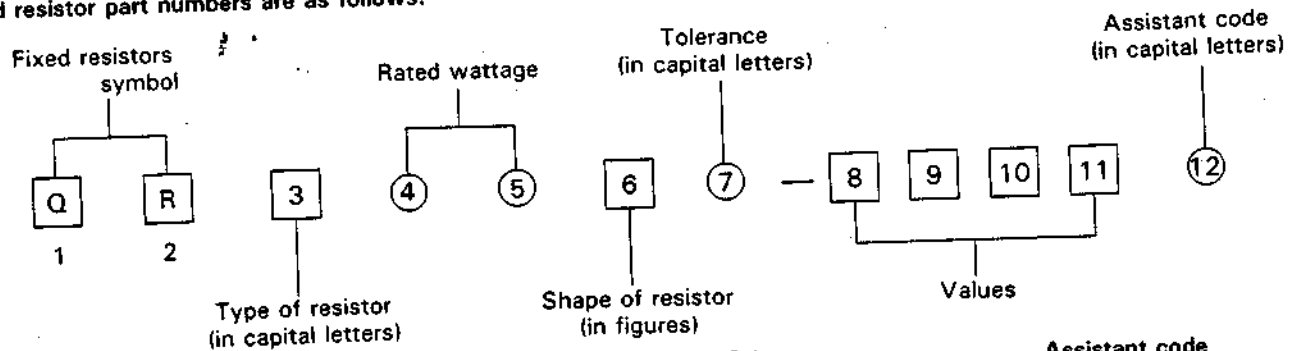 d resistor part numbers are as follows.
Fixed resistors
symbol
Rated wattage
Tolerance
(in capital letters)
Assistant code
(in capital letters)
Q R 3 4 5 6 7 — 8 9 10 11 12
1 2
Type of resistor
(in capital letters)
Shape of resistor
(in figures)
Values
Assistant code